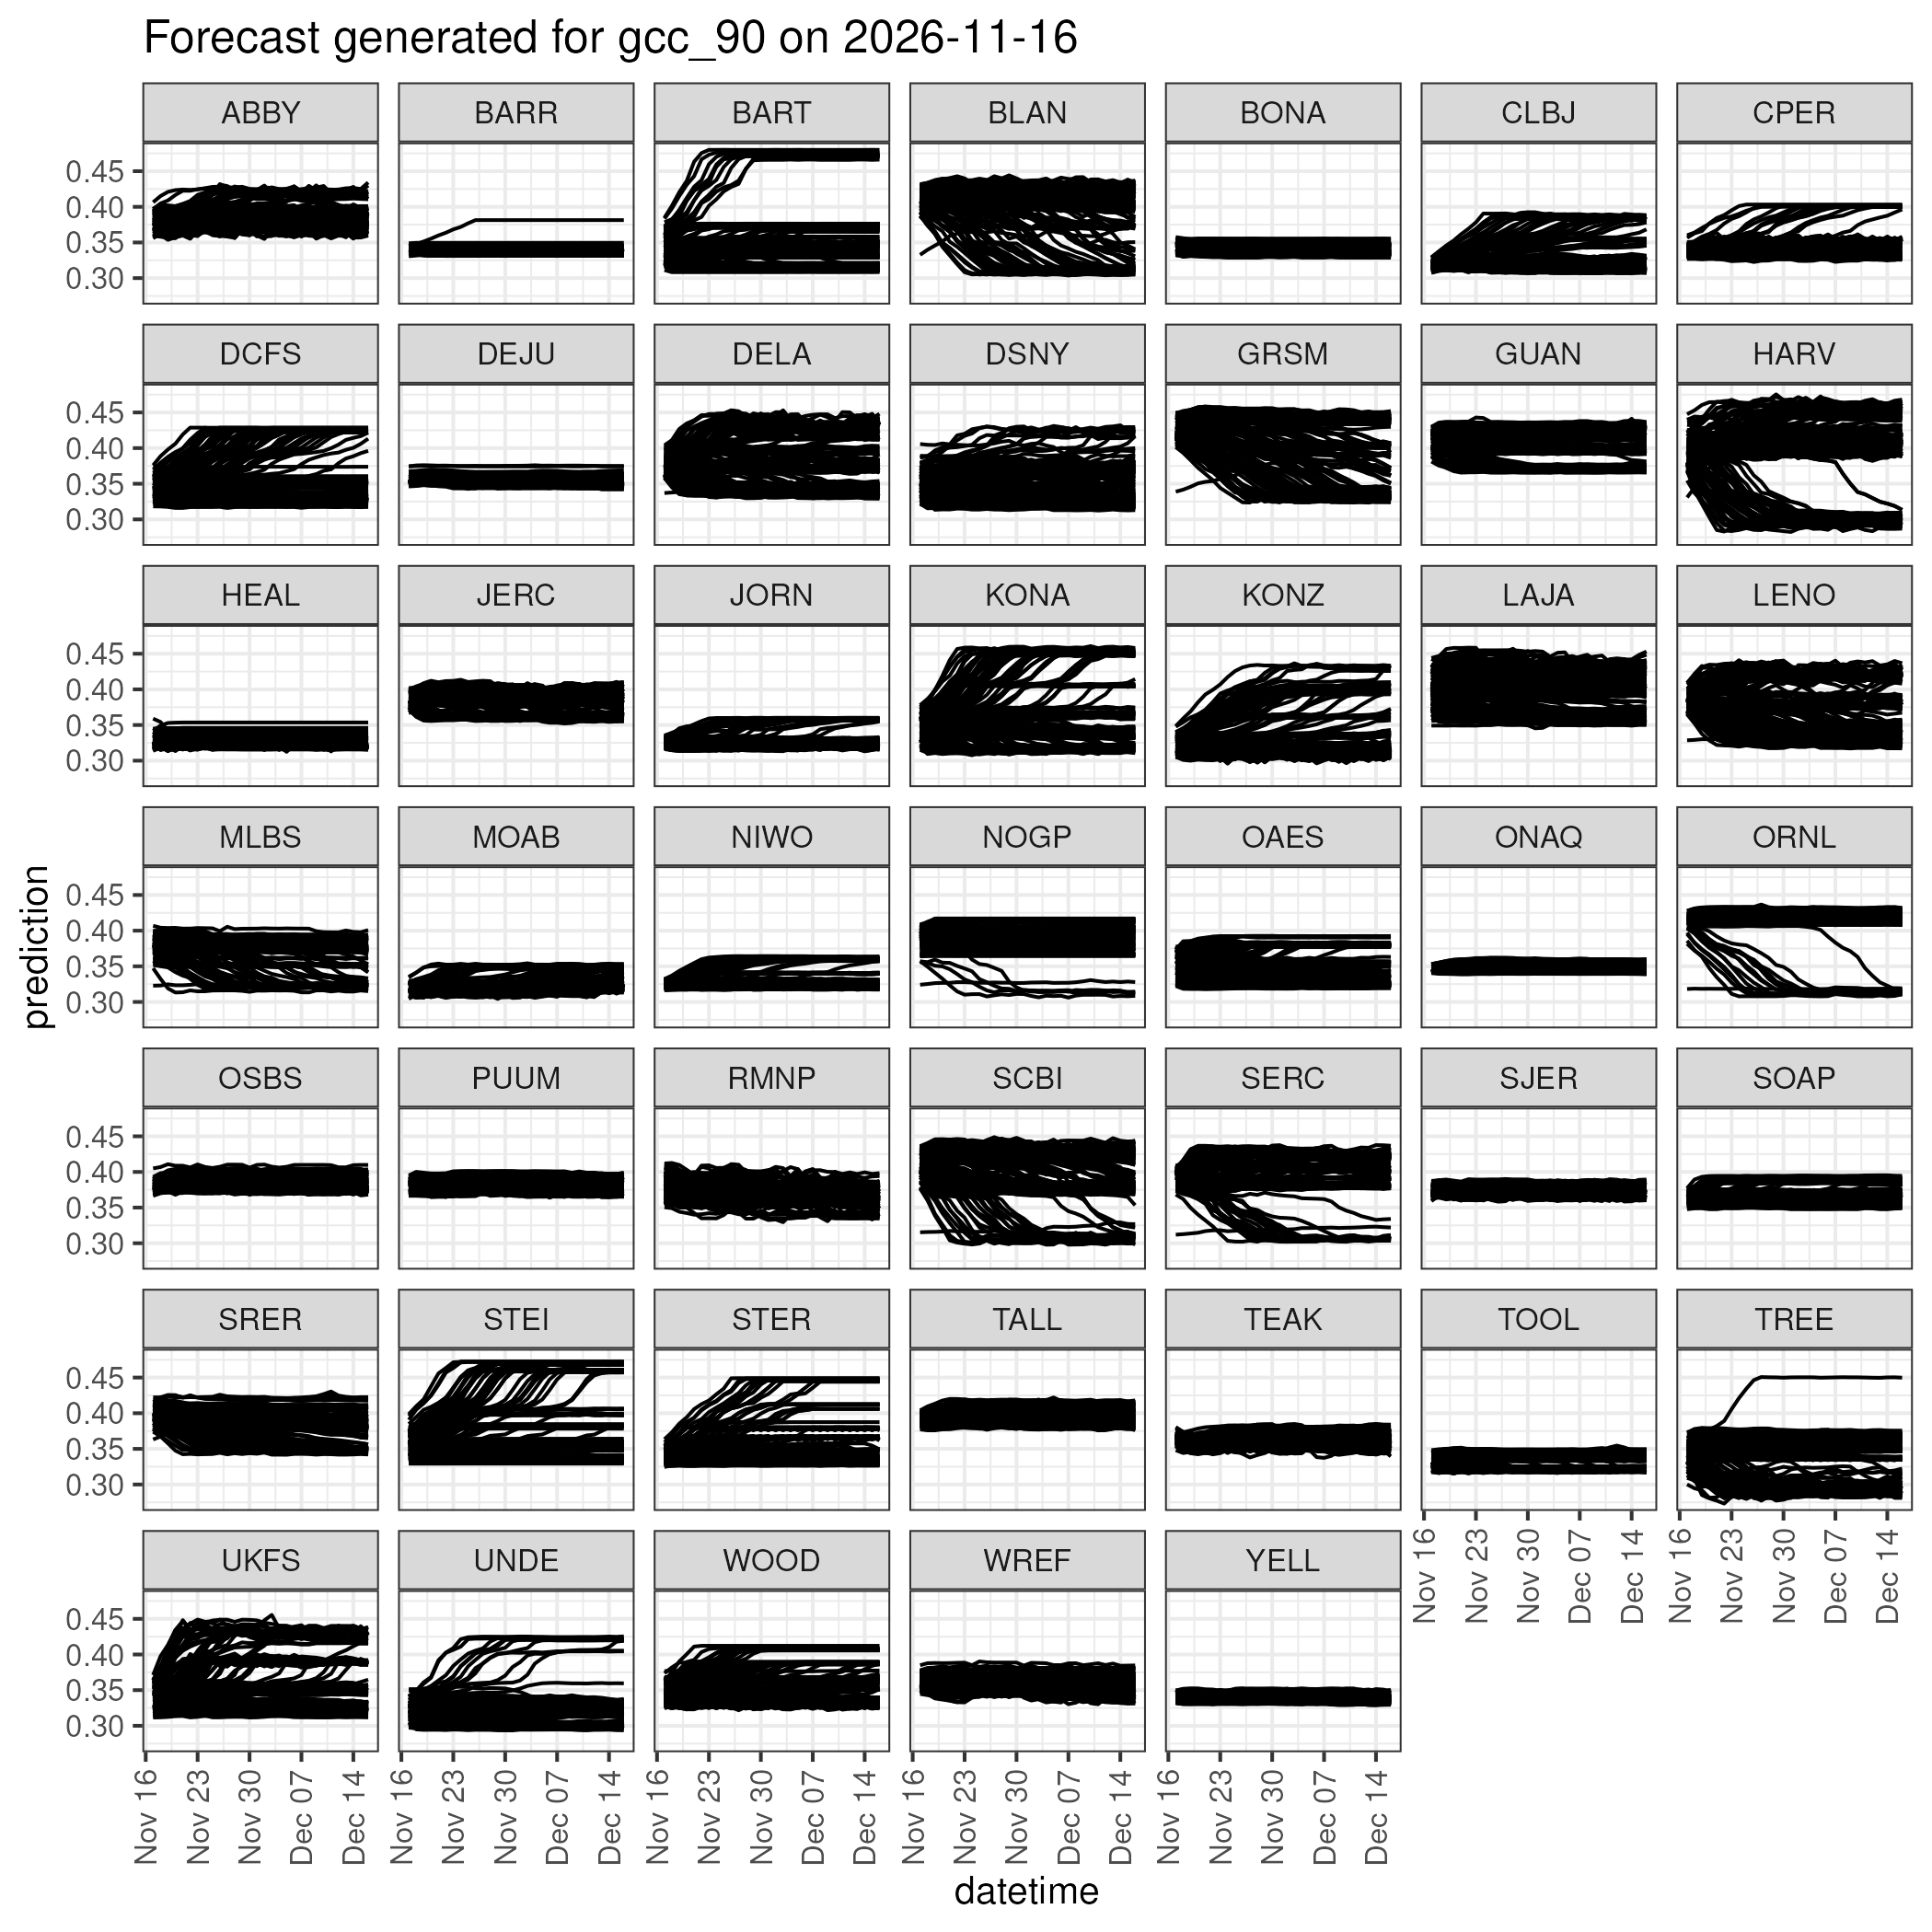 Forecast generated for gcc_90 on 2026-11-16
ABBY BARR BART BLAN BONA CLBJ CPER
0.45
0.40
0.35
0.30
DCFS DEJU DELA DSNY GRSM GUAN HARV
0.45
0.40
0.35
0.30
HEAL JERC JORN KONA KONZ LAJA LENO
0.45
0.40
0.35
0.30
MLBS MOAB NIWO NOGP OAES ONAQ ORNL
0.45
0.40
0.35
0.30
OSBS PUUM RMNP SCBI SERC SJER SOAP
0.45
0.40
0.35
0.30
SRER STEI STER TALL TEAK TOOL TREE
0.45
0.40
0.35
0.30
Nov 16 Nov 23 Nov 30 Dec 07 Dec 14 Nov 16 Nov 23 Nov 30 Dec 07 Dec 14
UKFS UNDE WOOD WREF YELL
0.45
0.40
0.35
0.30
Nov 16 Nov 23 Nov 30 Dec 07 Dec 14 Nov 16 Nov 23 Nov 30 Dec 07 Dec 14 Nov 16 Nov 23 Nov 30 Dec 07 Dec 14 Nov 16 Nov 23 Nov 30 Dec 07 Dec 14 Nov 16 Nov 23 Nov 30 Dec 07 Dec 14
datetime
prediction